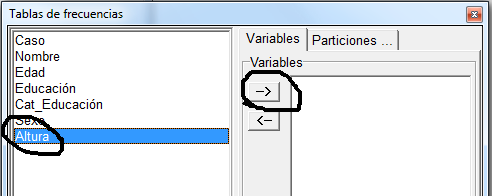 Tablas de frecuencias
Caso
Nombre
Edad
Educación
Cat_Educación
Sexo
Altura
Variables
Particiones ...
Variables
-->
<--